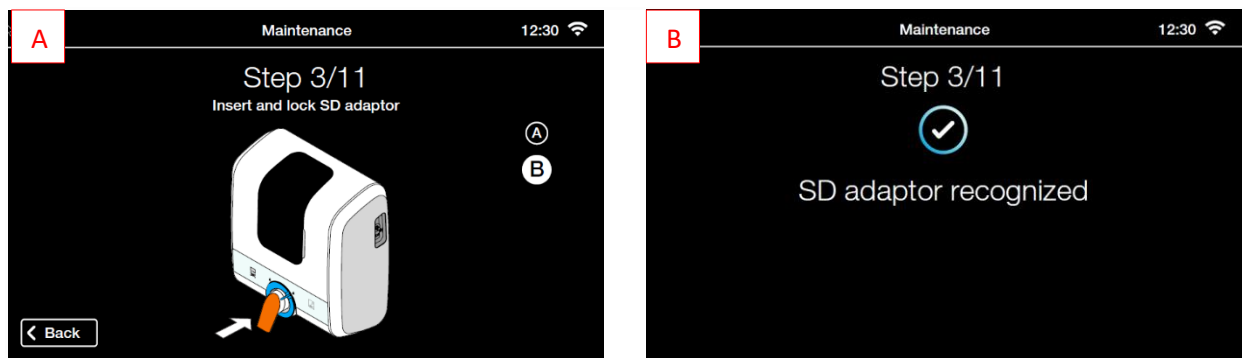 A
Maintenance
12:30
Step 3/11
Insert and lock SD adaptor
A
B
Back
B
Maintenance
12:30
Step 3/11
SD adaptor recognized